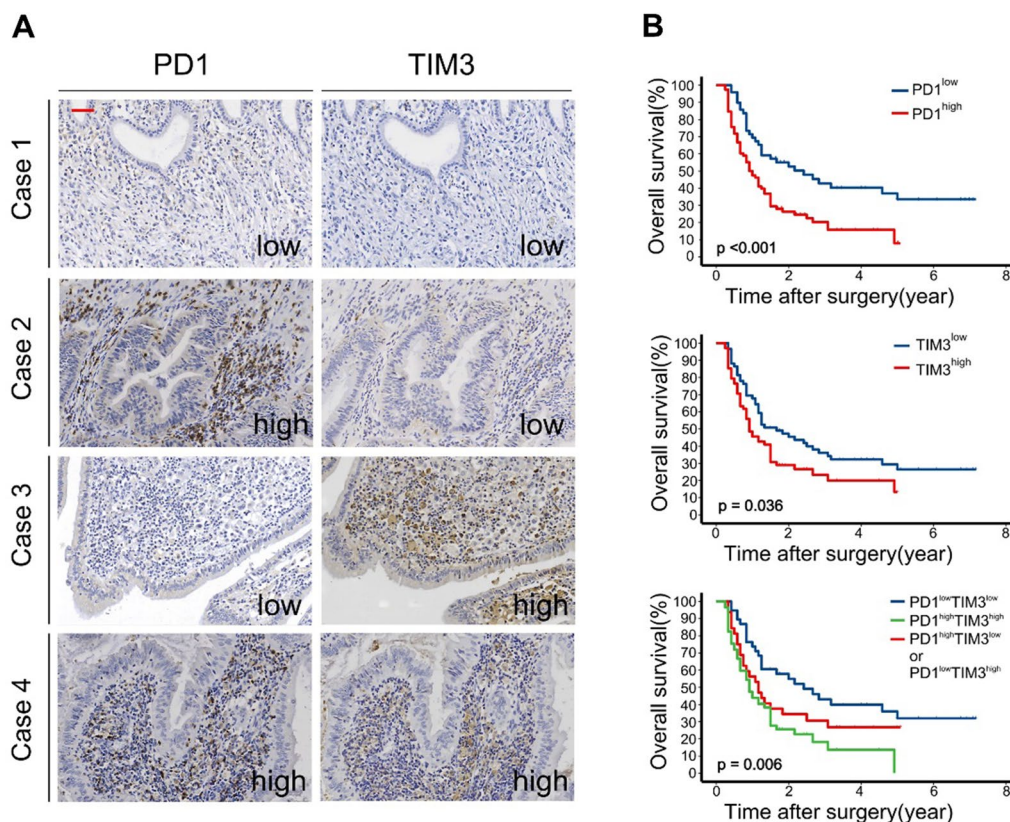 A
PD1
TIM3
Case 1
low
low
Case 2
high
low
Case 3
low
high
Case 4
high
high
B
Overall survival(%)
100
90
80
70
60
50
40
30
20
10
0
PD1low
PD1high
p <0.001
0 2 4 6 8
Time after surgery(year)
Overall survival(%)
100
90
80
70
60
50
40
30
20
10
0
TIM3low
TIM3high
p = 0.036
0 2 4 6 8
Time after surgery(year)
Overall survival(%)
100
90
80
70
60
50
40
30
20
10
0
PD1lowTIM3low
PD1highTIM3high
PD1highTIM3low
or
PD1lowTIM3high
p = 0.006
0 2 4 6 8
Time after surgery(year)